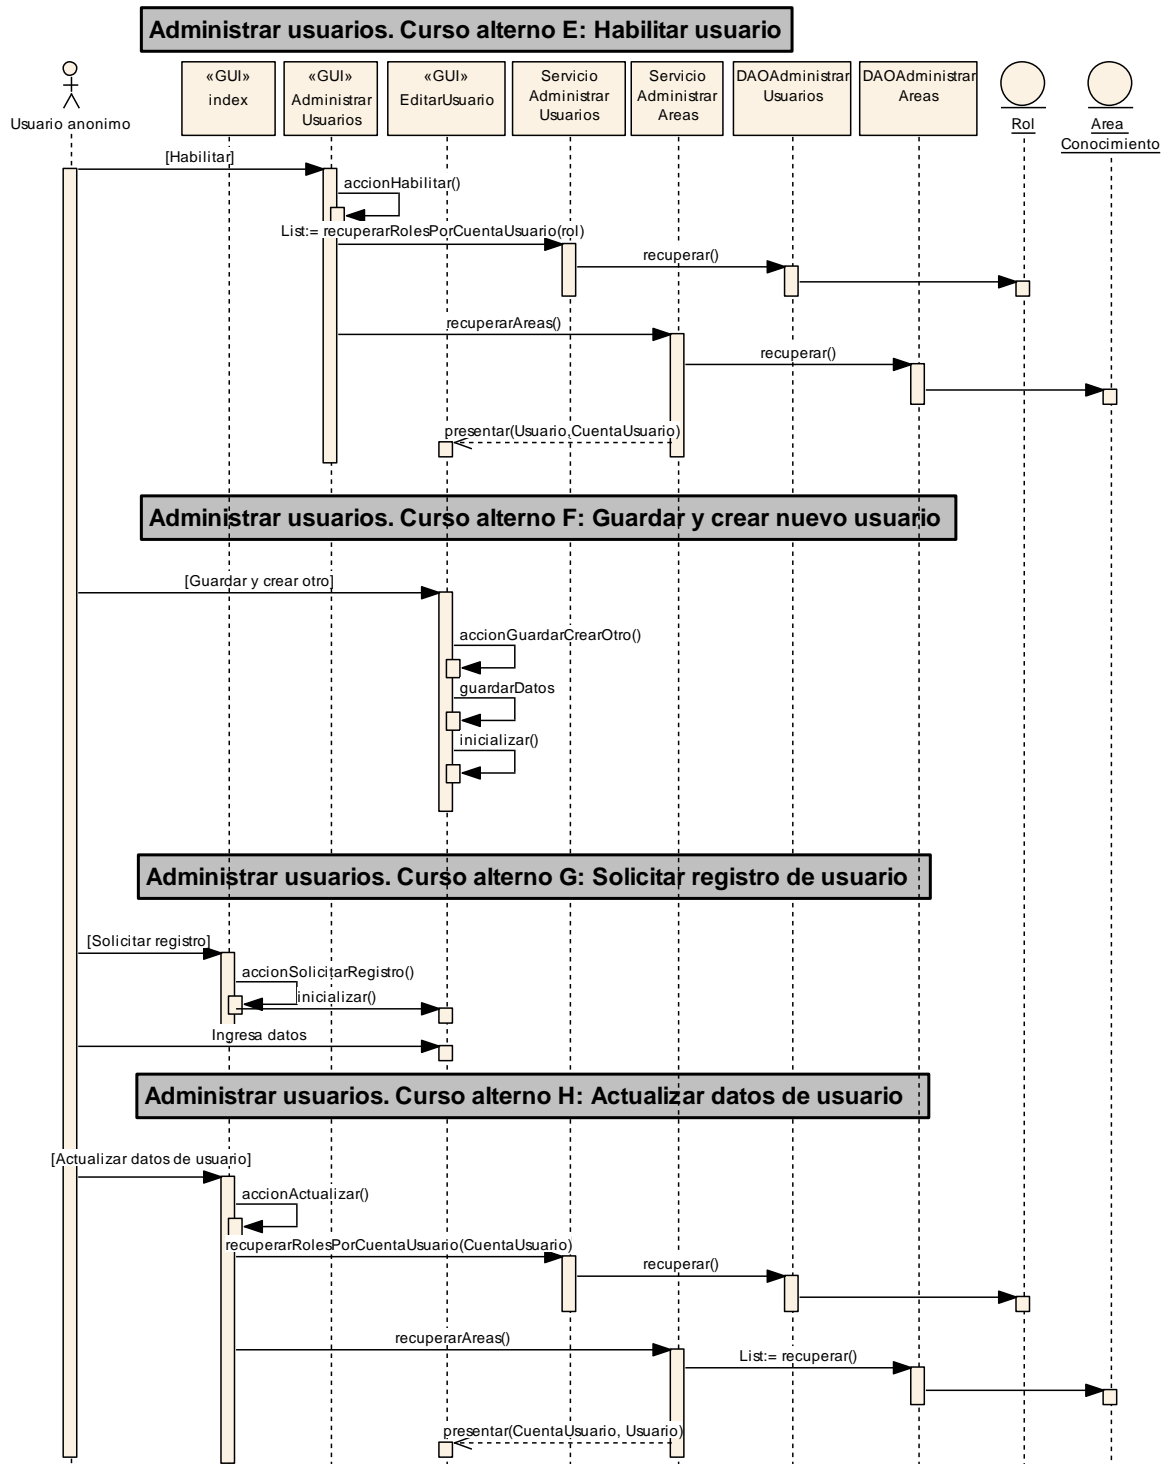 Administrar usuarios. Curso alterno E: Habilitar usuario
Usuario anonimo
«GUI»
index
«GUI»
Administrar
Usuarios
«GUI»
EditarUsuario
Servicio
Administrar
Usuarios
Servicio
Administrar
Areas
DAOAdministrar
Usuarios
DAOAdministrar
Areas
Rol
Area
Conocimiento
[Habilitar]
accionHabilitar()
List:= recuperarRolesPorCuentaUsuario(rol)
recuperar()
recuperarAreas()
recuperar()
presentar(Usuario,CuentaUsuario)
Administrar usuarios. Curso alterno F: Guardar y crear nuevo usuario
[Guardar y crear otro]
accionGuardarCrearOtro()
guardarDatos
inicializar()
Administrar usuarios. Curso alterno G: Solicitar registro de usuario
[Solicitar registro]
accionSolicitarRegistro()
inicializar()
Ingresa datos
Administrar usuarios. Curso alterno H: Actualizar datos de usuario
[Actualizar datos de usuario]
accionActualizar()
recuperarRolesPorCuentaUsuario(CuentaUsuario)
recuperar()
recuperarAreas()
List:= recuperar()
presentar(CuentaUsuario, Usuario)